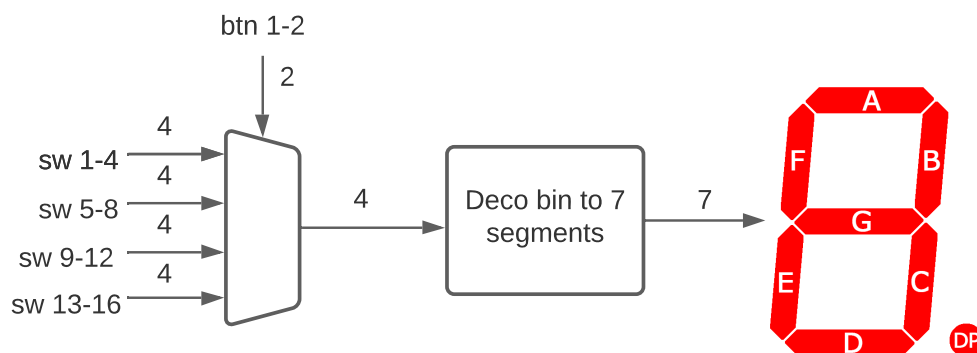 btn 1-2
2
4
sw 1-4
4
sw 5-8
4
sw 9-12
4
sw 13-16
4
Deco bin to 7
segments
7
A
F
B
G
E
C
D
DP